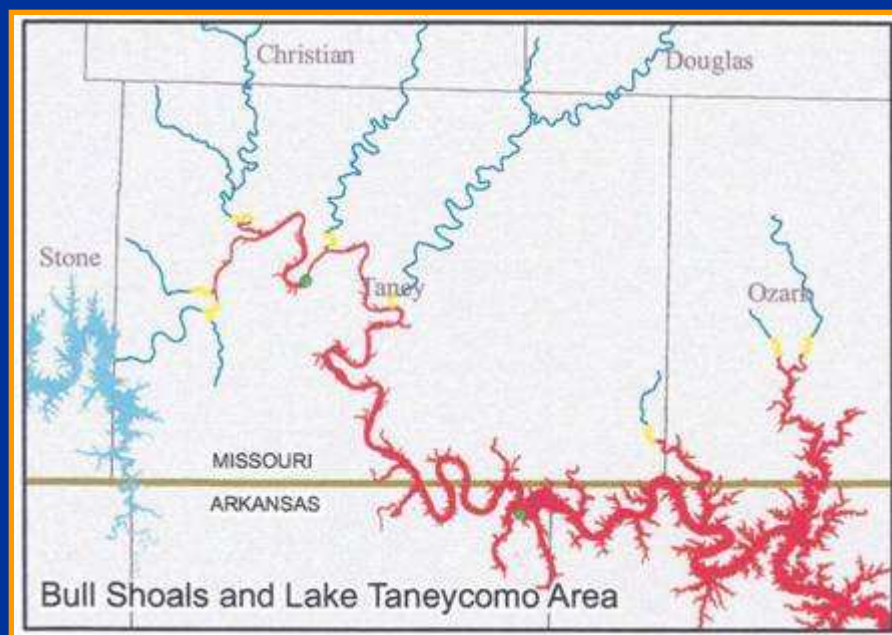 Christian
Douglas
Stone
Taney
Ozark
MISSOURI
ARKANSAS
Bull Shoals and Lake Taneycomo Area